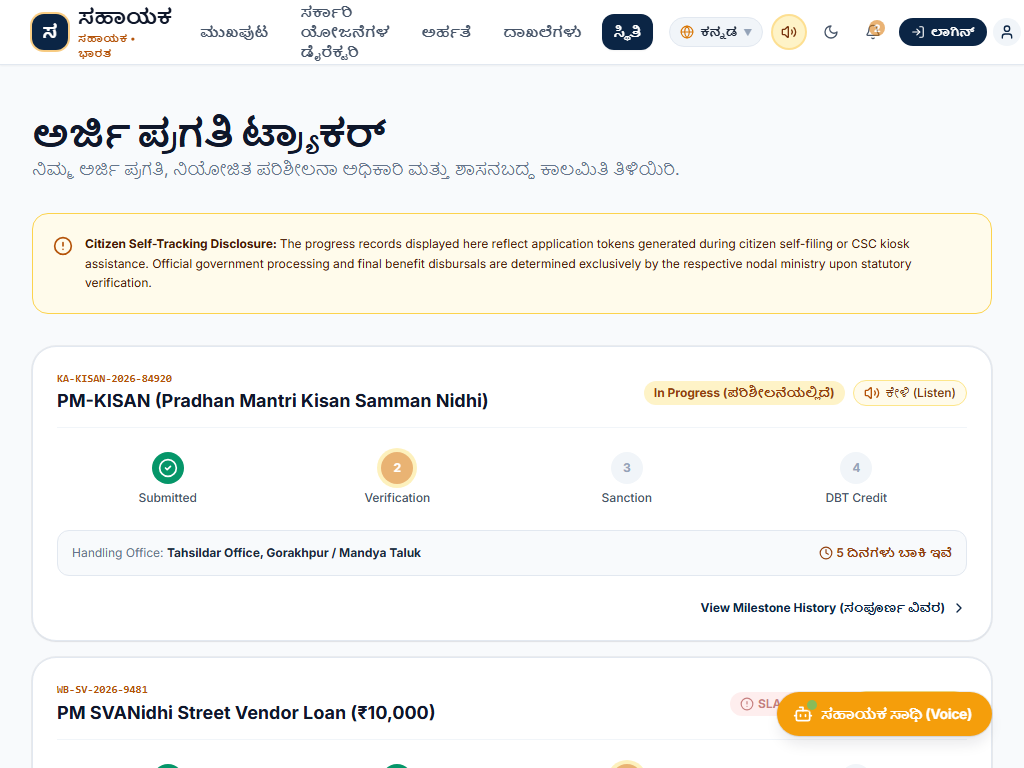 ಸ
ಸಹಾಯಕ
ಸಹಾಯಕ •
ಭಾರತ
ಮುಖಪುಟ
ಸರ್ಕಾರಿ
ಯೋಜನೆಗಳ
ಡೈರೆಕ್ಟರಿ
ಅರ್ಹತೆ
ದಾಖಲೆಗಳು
ಸ್ಥಿತಿ
ಕನ್ನಡ ▼
ಲಾಗಿನ್
ಅರ್ಜಿ ಪ್ರಗತಿ ಟ್ರ್ಯಾಕರ್
ನಿಮ್ಮ ಅರ್ಜಿ ಪ್ರಗತಿ, ನಿಯೋಜಿತ ಪರಿಶೀಲನಾ ಅಧಿಕಾರಿ ಮತ್ತು ಶಾಸನಬದ್ಧ ಕಾಲಮಿತಿ ತಿಳಿಯಿರಿ.
Citizen Self-Tracking Disclosure: The progress records displayed here reflect application tokens generated during citizen self-filing or CSC kiosk
assistance. Official government processing and final benefit disbursals are determined exclusively by the respective nodal ministry upon statutory
verification.
KA-KISAN-2026-84920
PM-KISAN (Pradhan Mantri Kisan Samman Nidhi)
In Progress (ಪರಿಶೀಲನೆಯಲ್ಲಿದೆ)
ಕೇಳಿ (Listen)
2
3
4
Submitted
Verification
Sanction
DBT Credit
Handling Office: Tahsildar Office, Gorakhpur / Mandya Taluk
5 ದಿನಗಳು ಬಾಕಿ ಇವೆ
View Milestone History (ಸಂಪೂರ್ಣ ವಿವರ)
WB-SV-2026-9481
PM SVANidhi Street Vendor Loan (₹10,000)
SLA
ಸಹಾಯಕ ಸಾಥಿ (Voice)